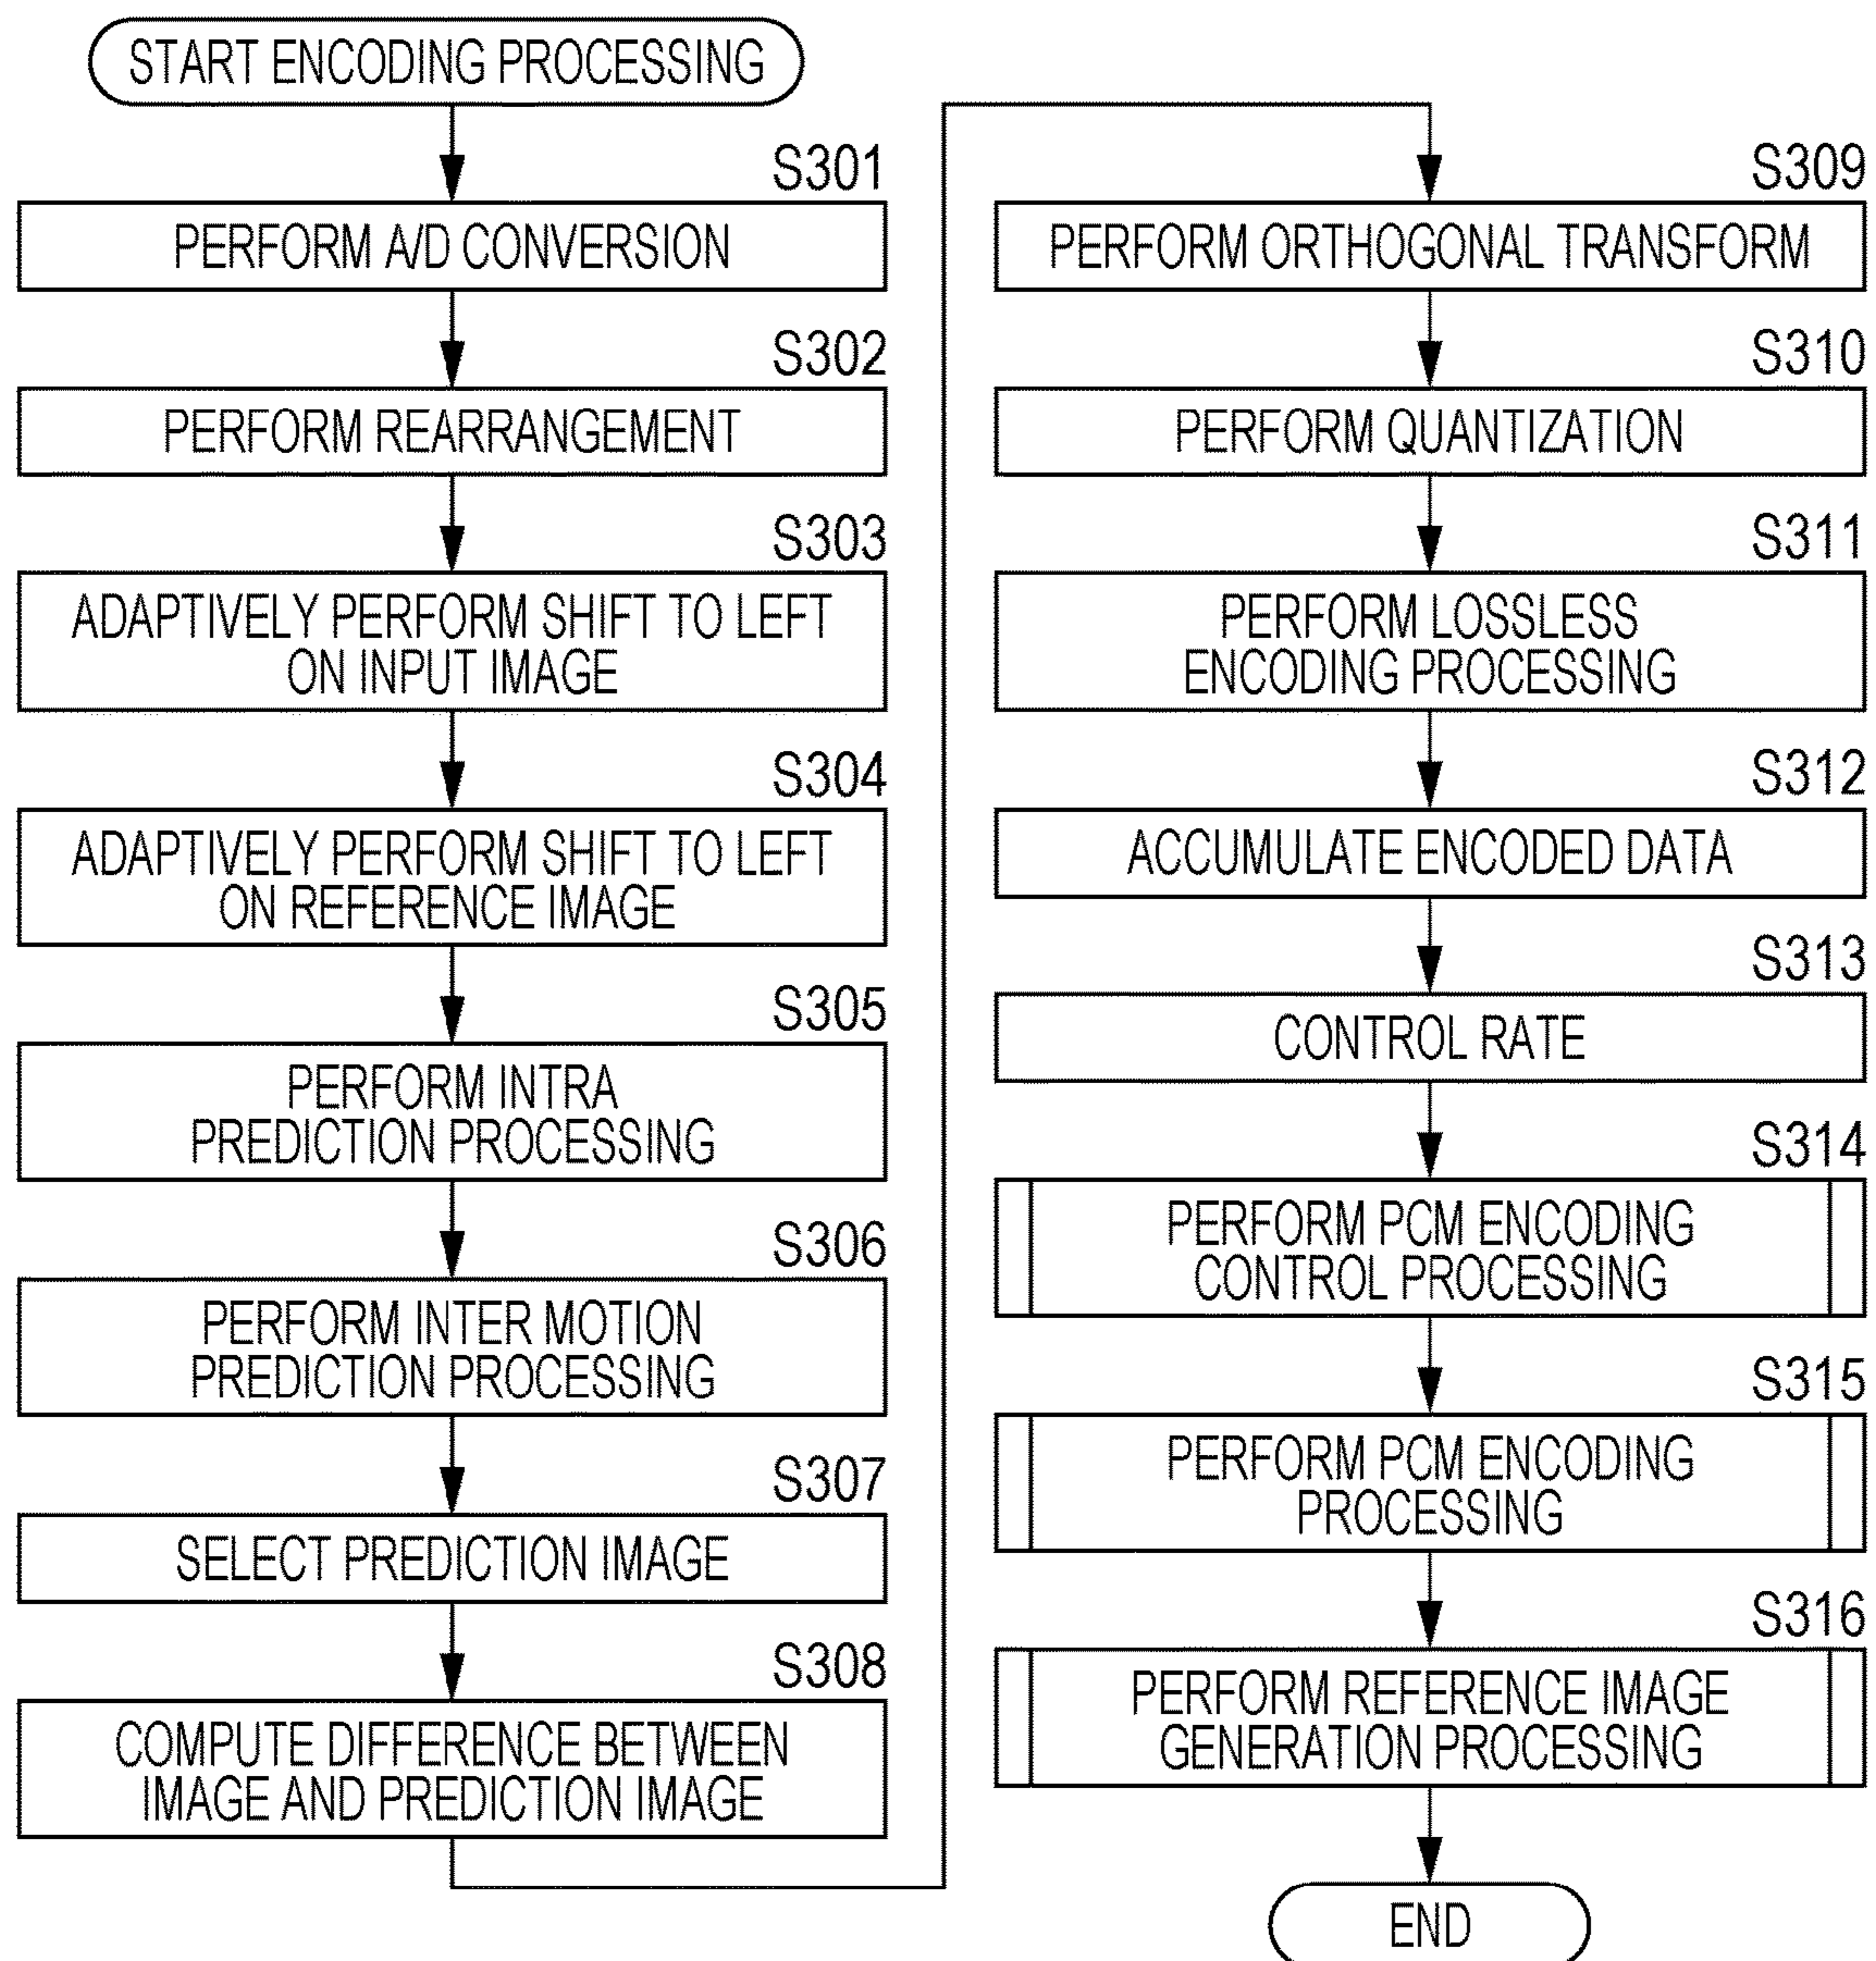 START ENCODING PROCESSING
S301
PERFORM A/D CONVERSION
S302
PERFORM REARRANGEMENT
S303
ADAPTIVELY PERFORM SHIFT TO LEFT
ON INPUT IMAGE
S304
ADAPTIVELY PERFORM SHIFT TO LEFT
ON REFERENCE IMAGE
S305
PERFORM INTRA
PREDICTION PROCESSING
S306
PERFORM INTER MOTION
PREDICTION PROCESSING
S307
SELECT PREDICTION IMAGE
S308
COMPUTE DIFFERENCE BETWEEN
IMAGE AND PREDICTION IMAGE
S309
PERFORM ORTHOGONAL TRANSFORM
S310
PERFORM QUANTIZATION
S311
PERFORM LOSSLESS
ENCODING PROCESSING
S312
ACCUMULATE ENCODED DATA
S313
CONTROL RATE
S314
PERFORM PCM ENCODING
CONTROL PROCESSING
S315
PERFORM PCM ENCODING
PROCESSING
S316
PERFORM REFERENCE IMAGE
GENERATION PROCESSING
END